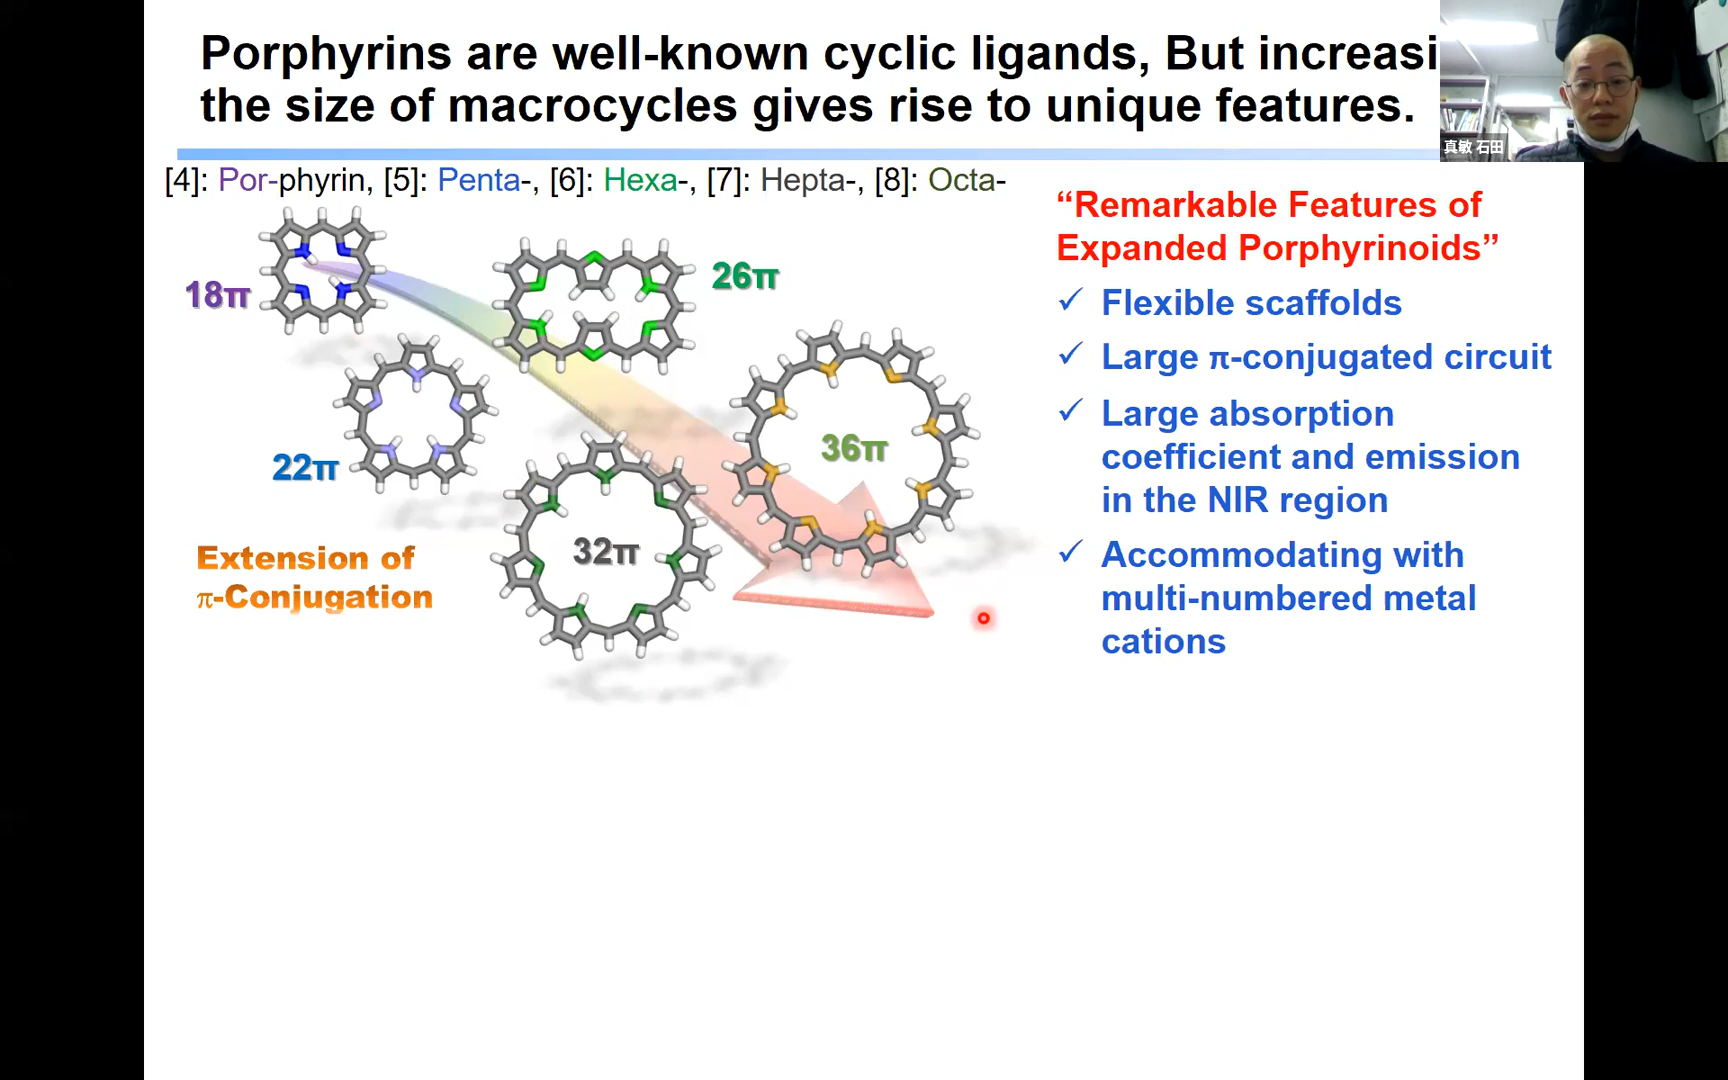 Porphyrins are well-known cyclic ligands, But increasi
the size of macrocycles gives rise to unique features.
真敏 石田
[4]: Por-phyrin, [5]: Penta-, [6]: Hexa-, [7]: Hepta-, [8]: Octa-
18π
22π
26π
32π
36π
Extension of
π-Conjugation
“Remarkable Features of
Expanded Porphyrinoids”
✓ Flexible scaffolds
✓ Large π-conjugated circuit
✓ Large absorption
coefficient and emission
in the NIR region
✓ Accommodating with
multi-numbered metal
cations